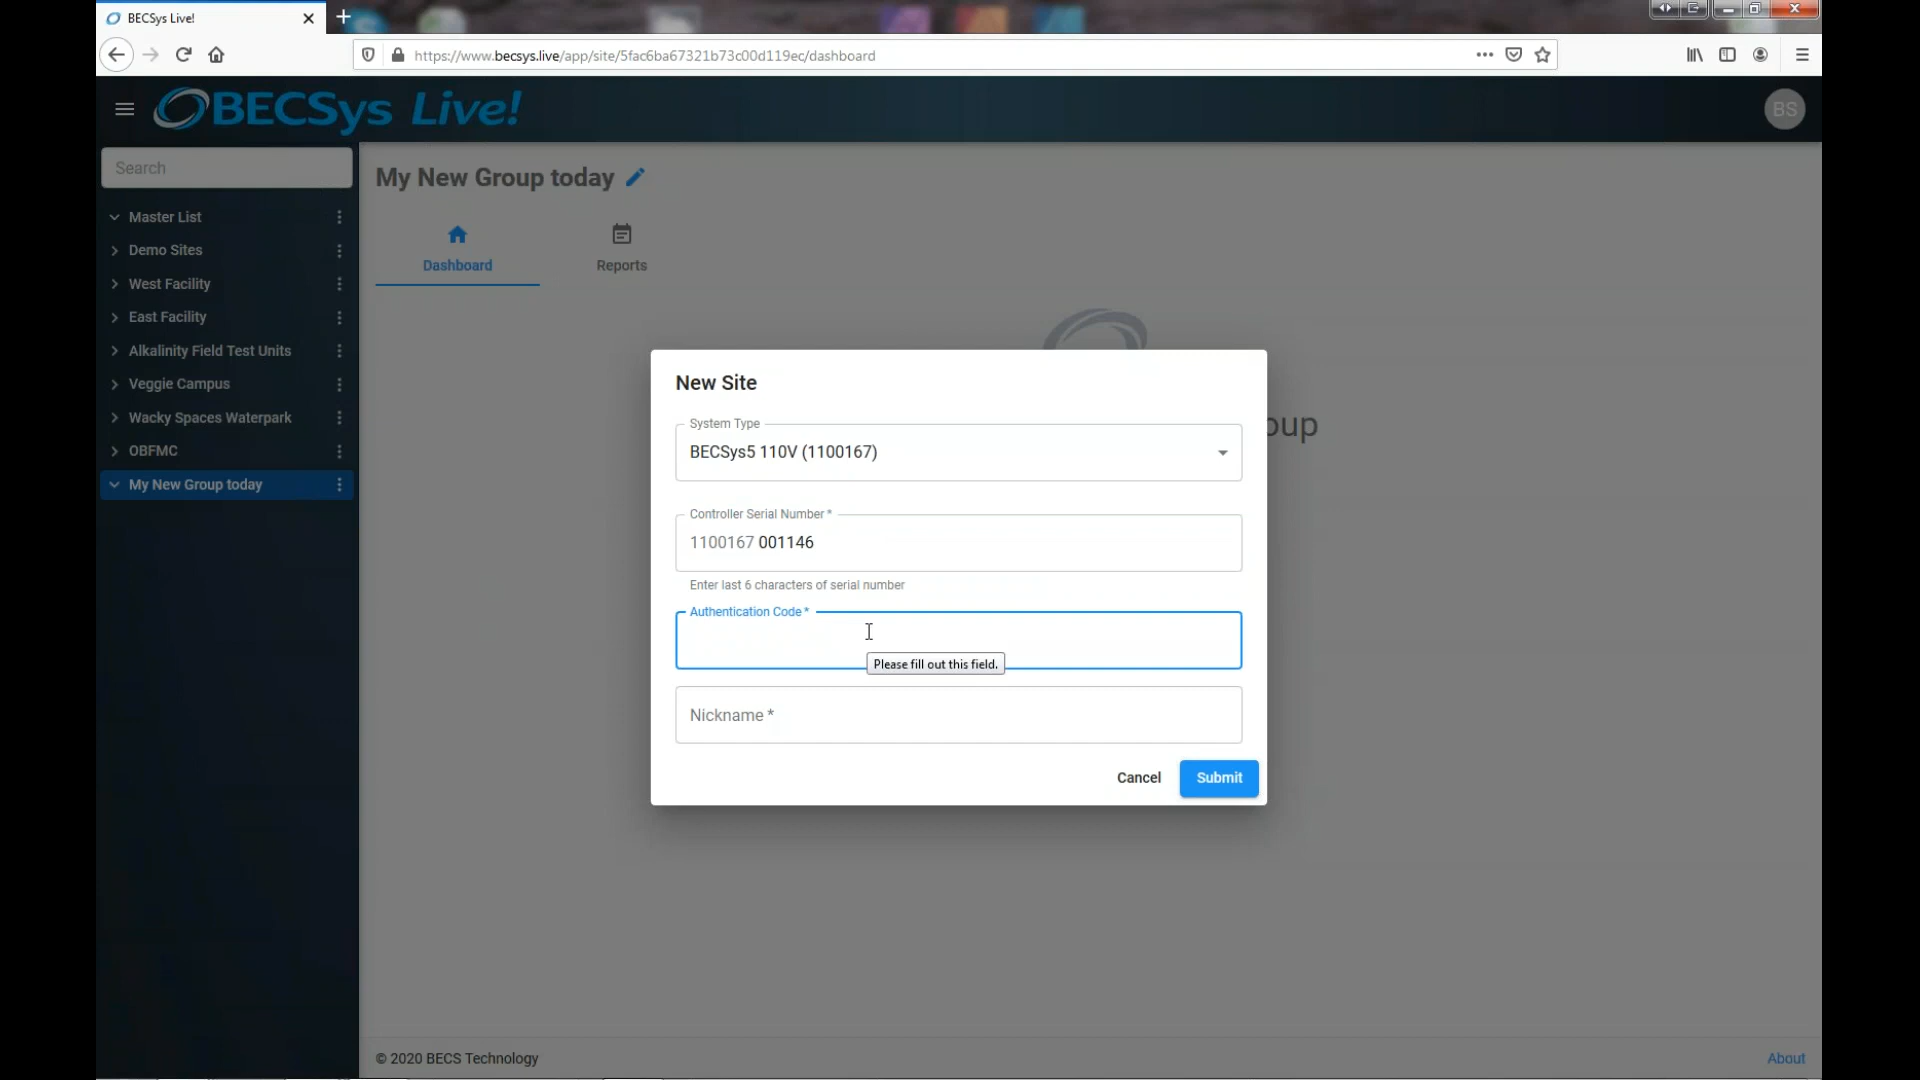 BECSys Live!
https://www.becsys.live/app/site/5fac6ba67321b73c00d119ec/dashboard
BECSys Live!
BS
Search
Master List
Demo Sites
West Facility
East Facility
Alkalinity Field Test Units
Veggie Campus
Wacky Spaces Waterpark
OBFMC
My New Group today
My New Group today
Dashboard
Reports
oup
New Site
System Type
BECSys5 110V (1100167)
Controller Serial Number *
1100167 001146
Enter last 6 characters of serial number
Authentication Code *
Please fill out this field.
Nickname *
Cancel
Submit
© 2020 BECS Technology
About